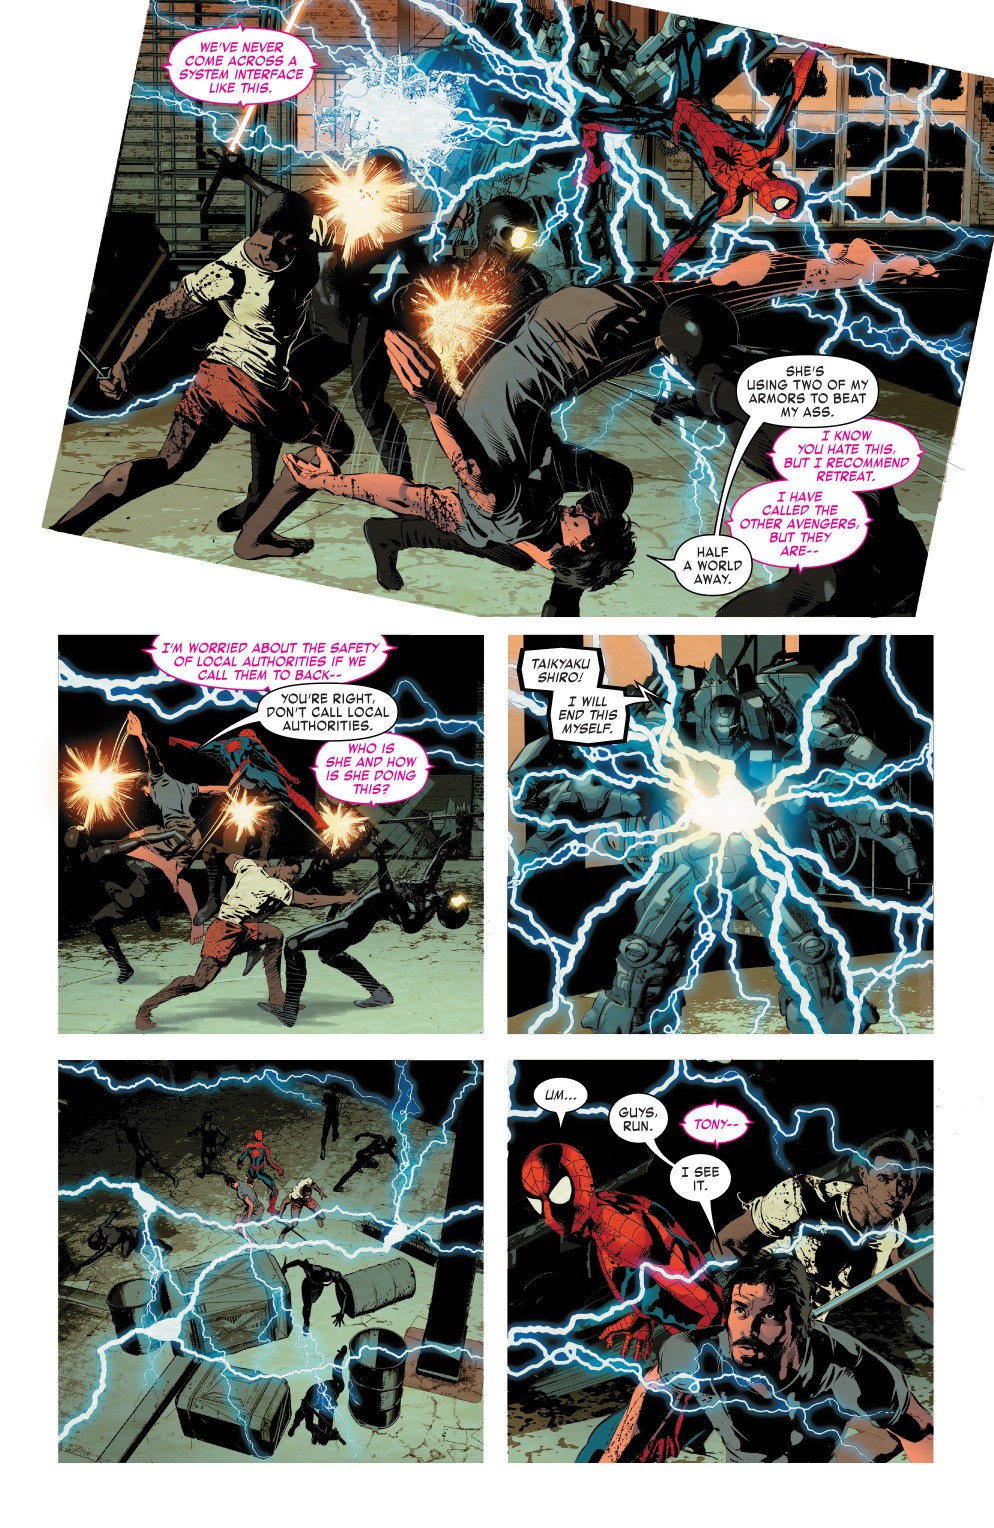 WE'VE NEVER
COME ACROSS A
SYSTEM INTERFACE
LIKE THIS.
SHE'S
USING TWO OF MY
ARMORS TO BEAT
MY ASS.
I KNOW
YOU HATE THIS,
BUT I RECOMMEND
RETREAT.
I HAVE
CALLED THE
OTHER AVENGERS,
BUT THEY
ARE--
HALF
A WORLD
AWAY.
I'M WORRIED ABOUT THE SAFETY
OF LOCAL AUTHORITIES IF WE
CALL THEM TO BACK--
YOU'RE RIGHT,
DON'T CALL LOCAL
AUTHORITIES.
WHO IS
SHE AND HOW
IS SHE DOING
THIS?
TAIKYAKU
SHIRO!
I WILL
END THIS
MYSELF.
UM...
GUYS,
RUN.
TONY--
I SEE
IT.